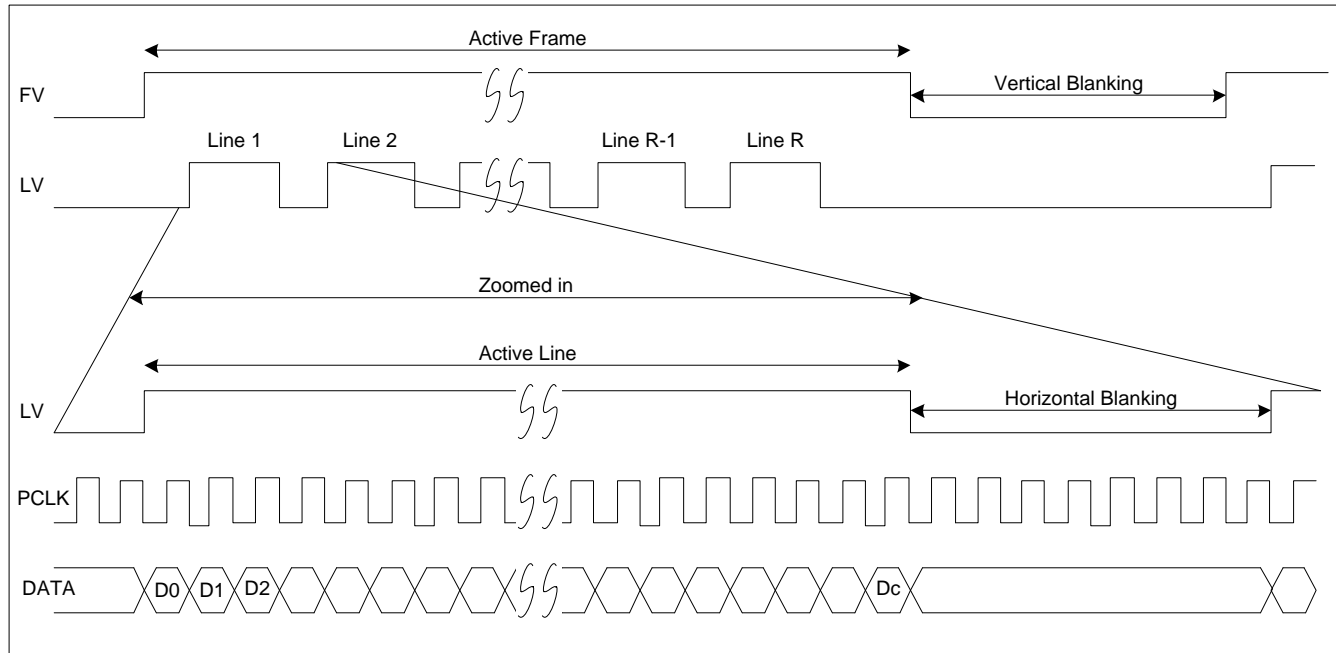 Active Frame
FV
Vertical Blanking
Line 1 Line 2 Line R-1 Line R
LV
Zoomed in
Active Line
LV
Horizontal Blanking
PCLK
DATA D0 D1 D2 Dc